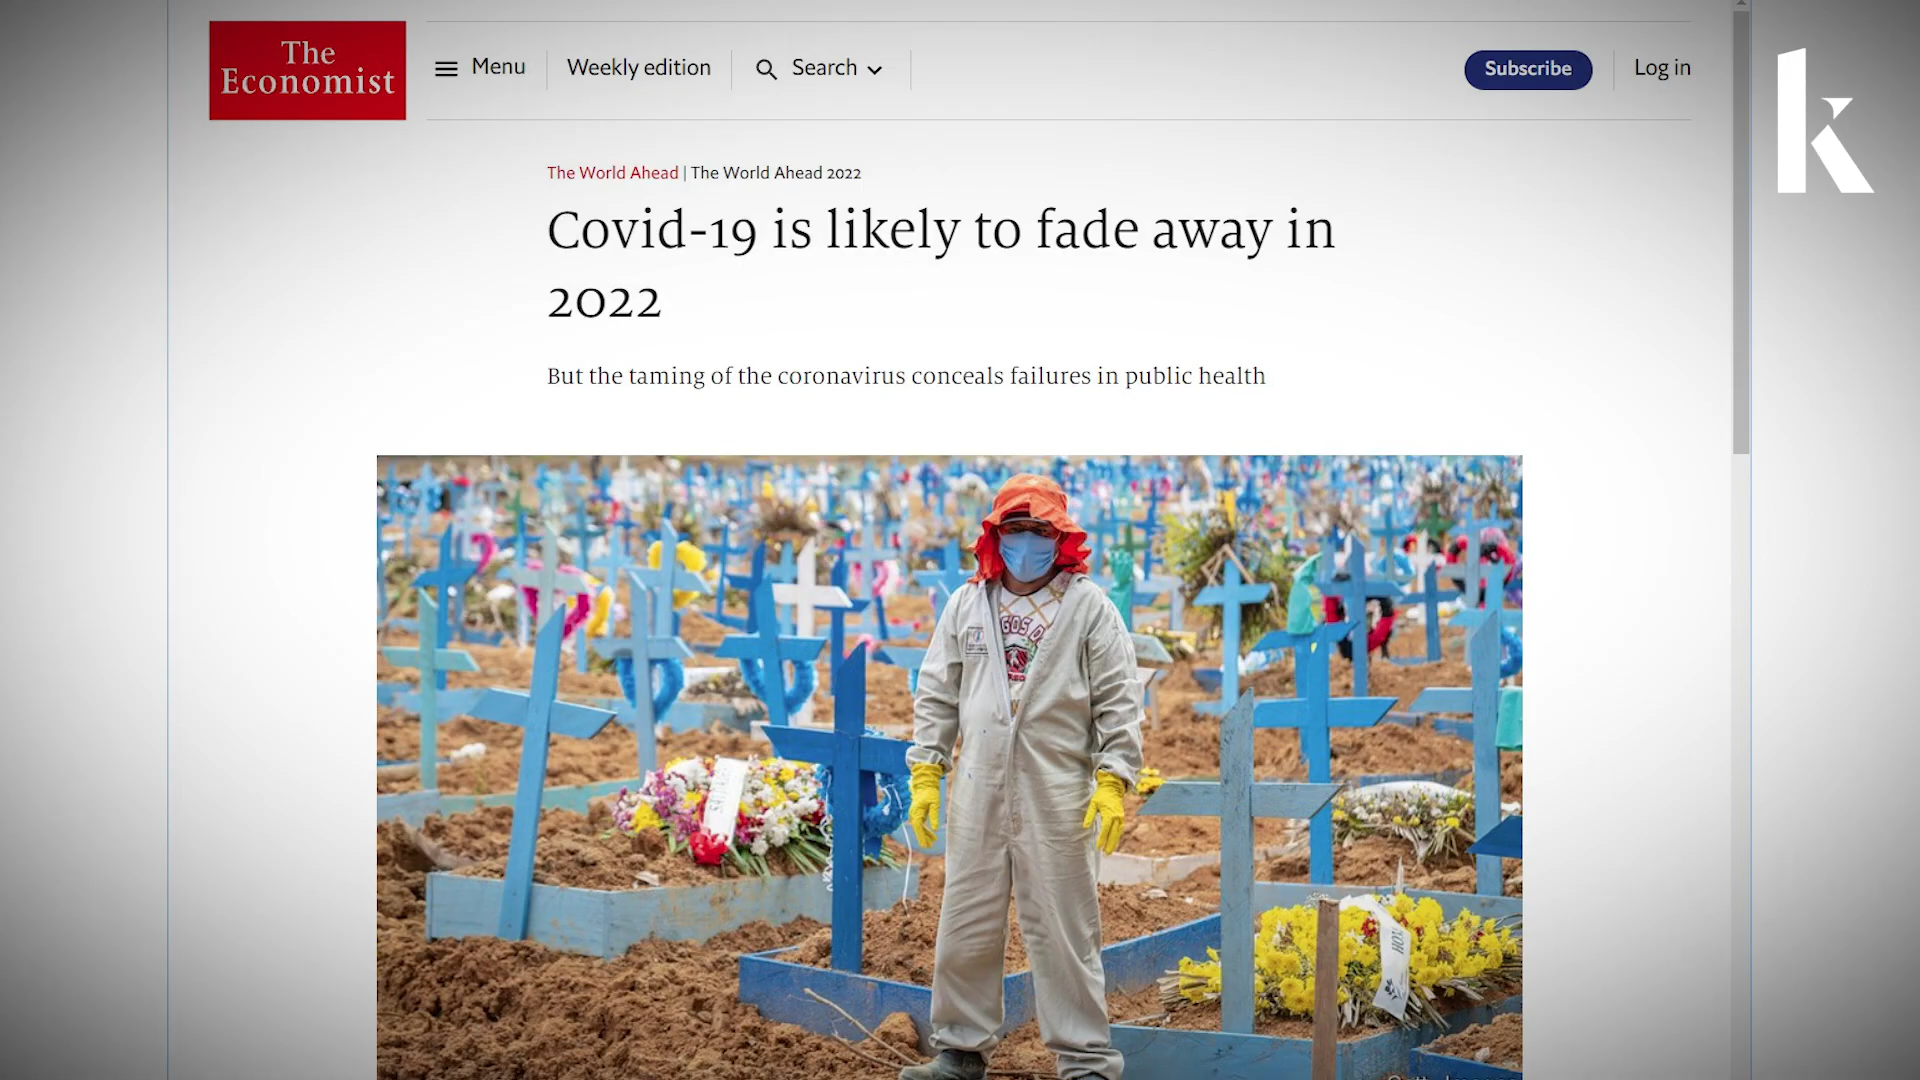 The
Economist
Menu
Weekly edition
Search
Subscribe
Log in
k
The World Ahead | The World Ahead 2022
Covid-19 is likely to fade away in
2022
But the taming of the coronavirus conceals failures in public health